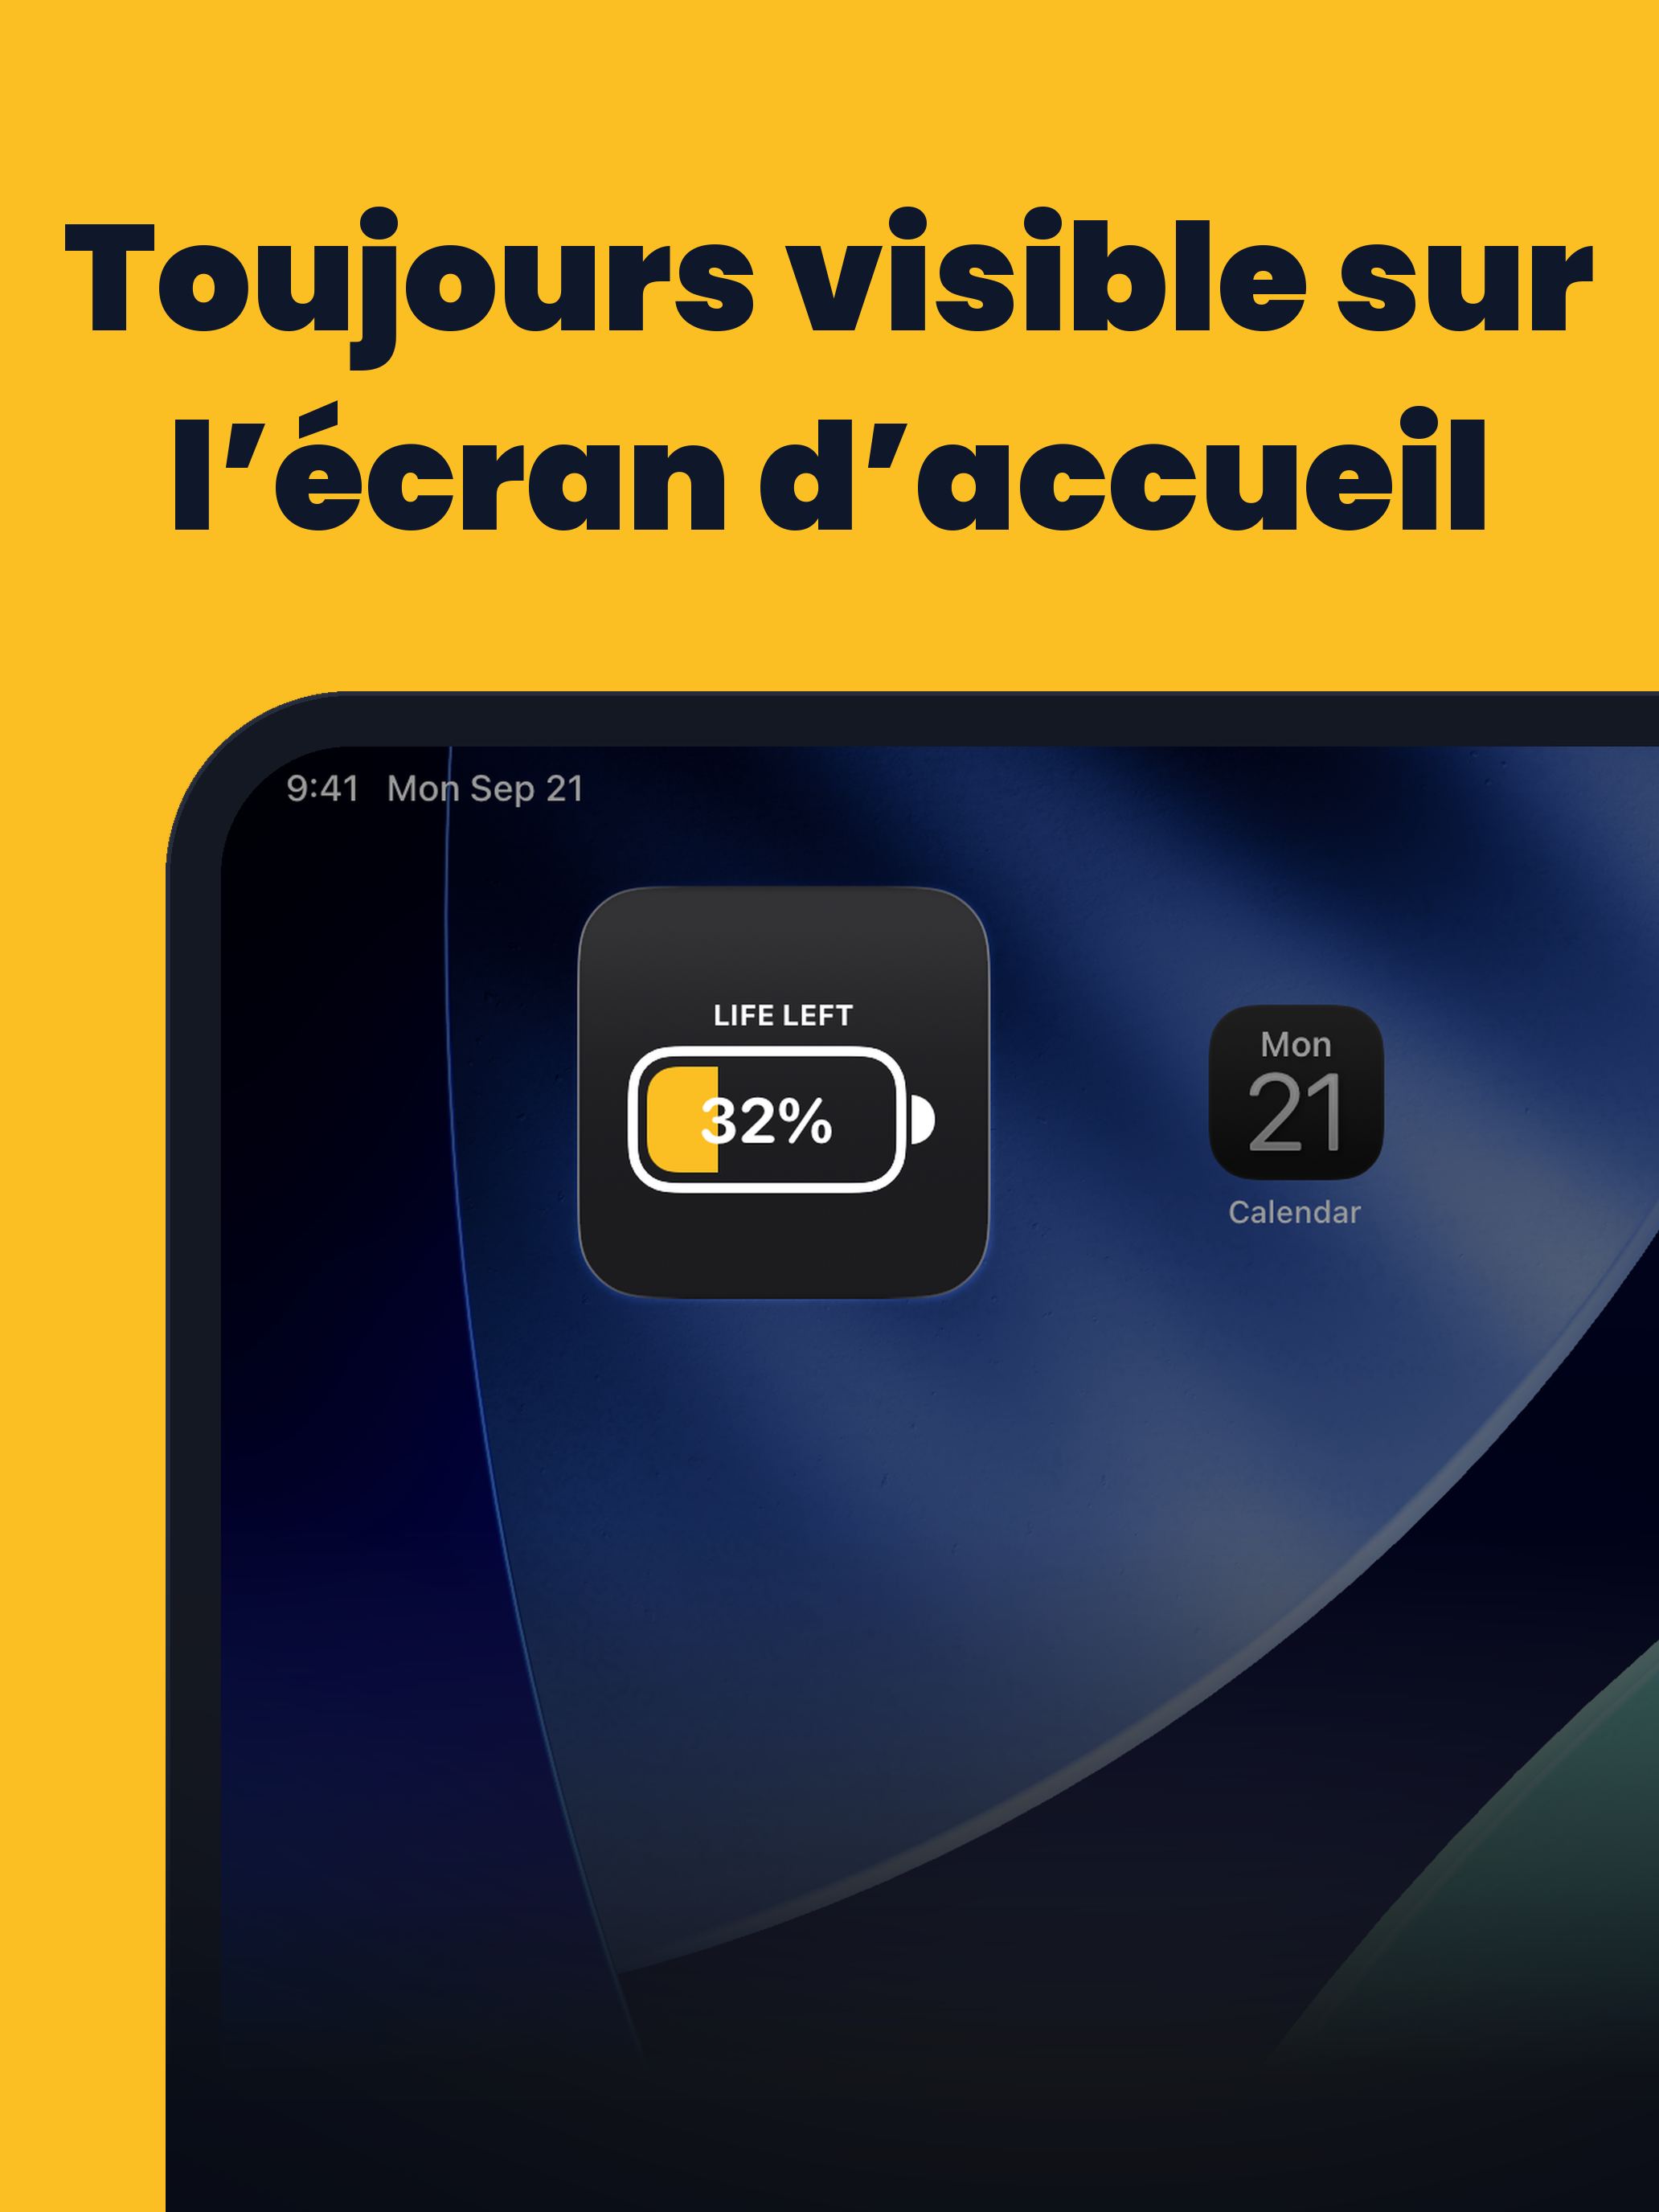 Toujours visible sur
l’écran d’accueil
9:41 Mon Sep 21
LIFE LEFT
32%
Mon
21
Calendar